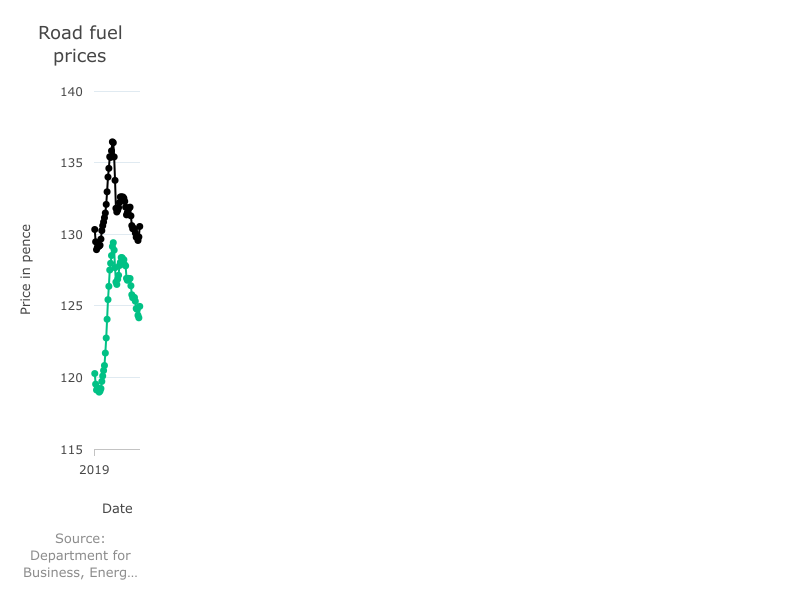 Road fuel
prices
140
135
130
125
120
115
Price in pence
2019
Date
Source:
Department for
Business, Energ…